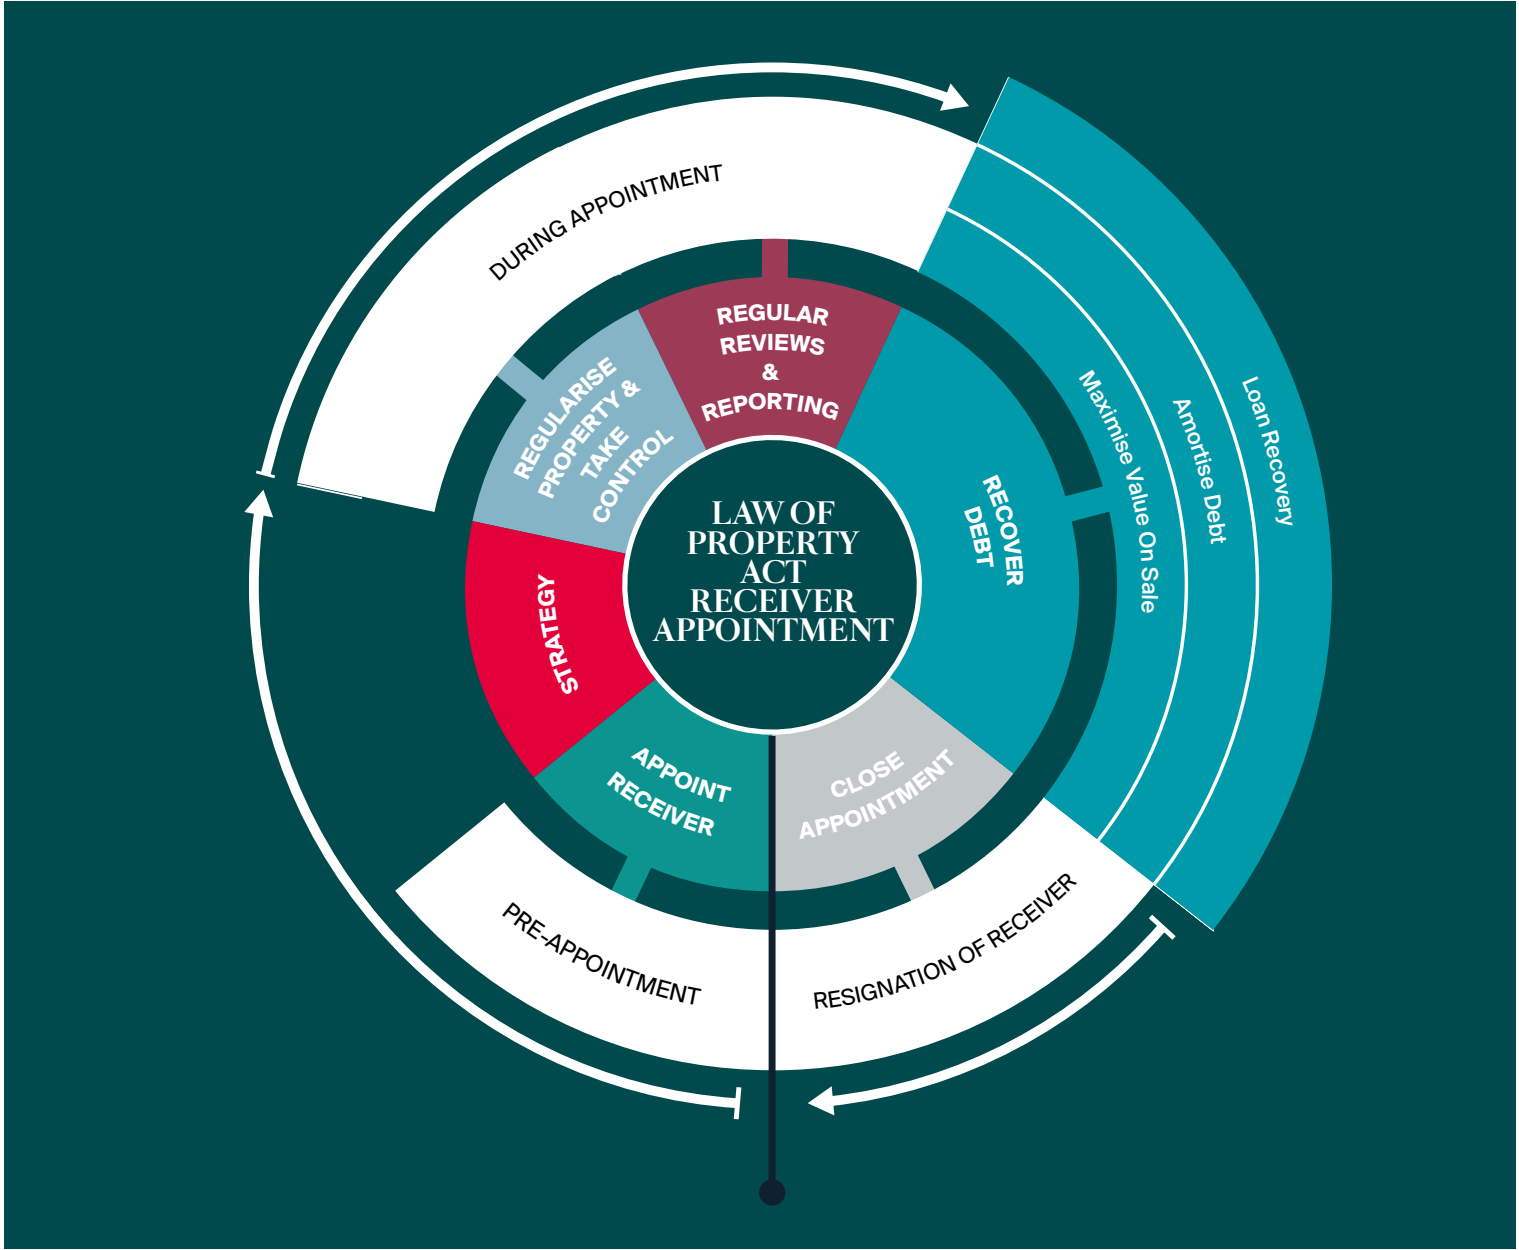 DURING APPOINTMENT
REGULAR
REVIEWS
&
REPORTING
REGULARISE
PROPERTY &
TAKE
CONTROL
STRATEGY
APPOINT
RECEIVER
CLOSE
APPOINTMENT
RECOVER
DEBT
LAW OF
PROPERTY
ACT
RECEIVER
APPOINTMENT
Maximise Value On Sale
Amortise Debt
Loan Recovery
PRE-APPOINTMENT
RESIGNATION OF RECEIVER